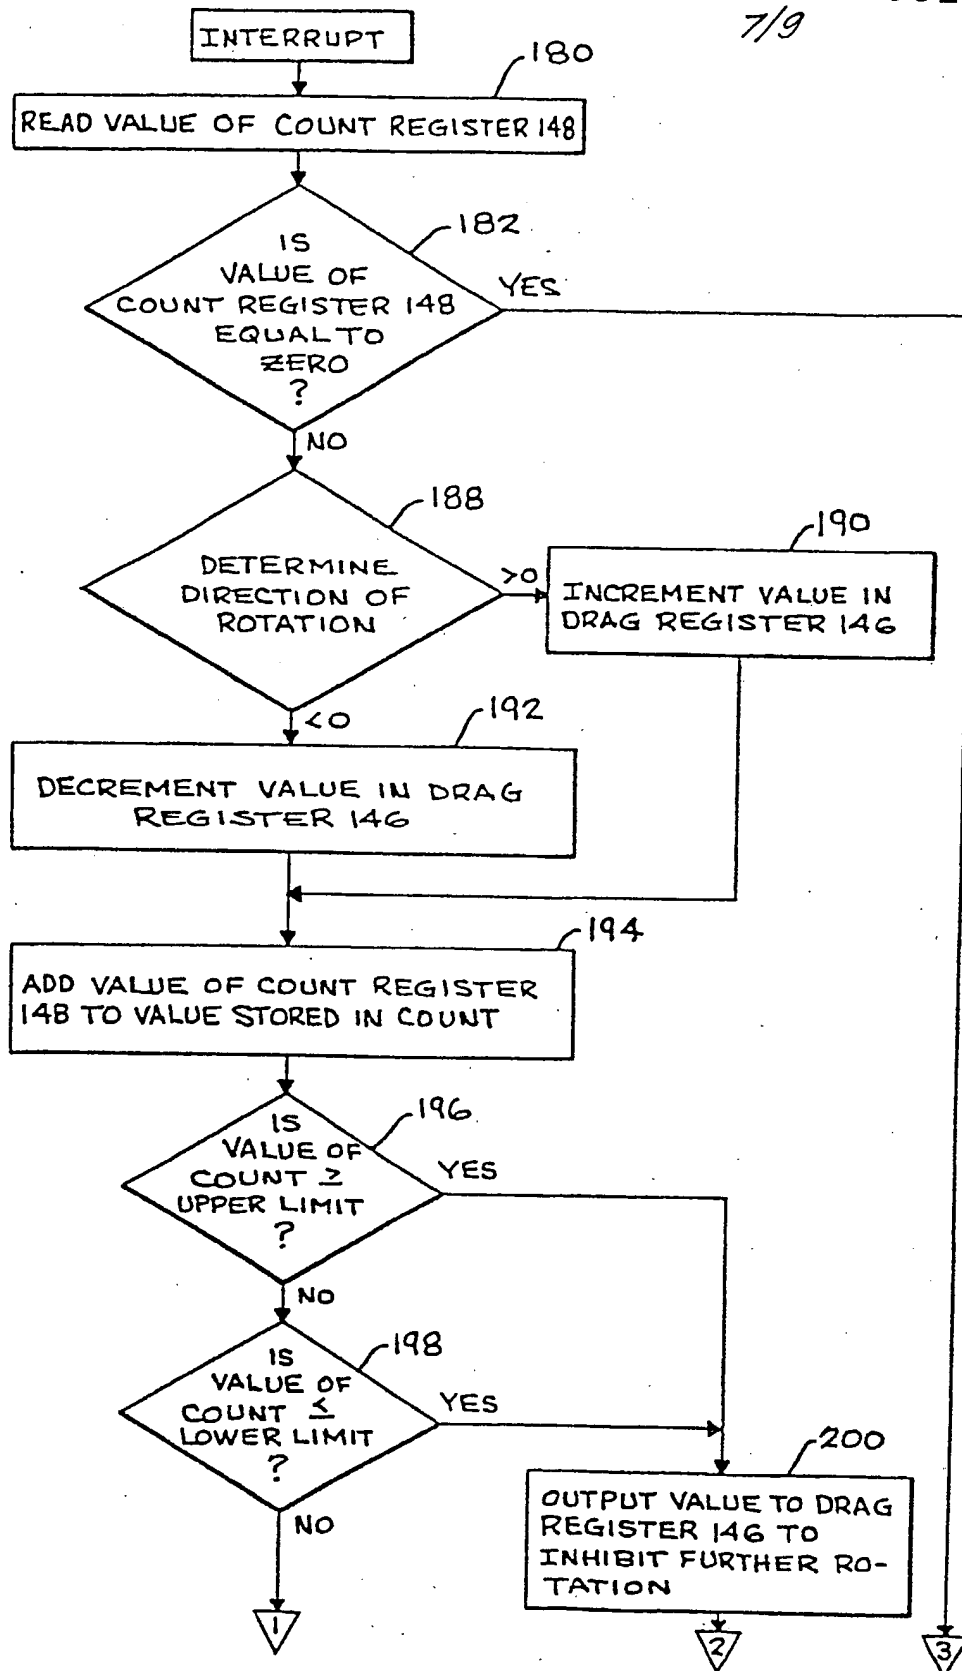 7/9
INTERRUPT
180
READ VALUE OF COUNT REGISTER 148
182
IS
VALUE OF
COUNT REGISTER 148
EQUAL TO
ZERO
?
YES
NO
188
DETERMINE
DIRECTION OF
ROTATION
>0
190
INCREMENT VALUE IN
DRAG REGISTER 146
<0
192
DECREMENT VALUE IN DRAG
REGISTER 146
194
ADD VALUE OF COUNT REGISTER
148 TO VALUE STORED IN COUNT
196
IS
VALUE OF
COUNT ≥
UPPER LIMIT
?
YES
NO
198
IS
VALUE OF
COUNT ≤
LOWER LIMIT
?
YES
NO
200
OUTPUT VALUE TO DRAG
REGISTER 146 TO
INHIBIT FURTHER RO-
TATION
1
2
3